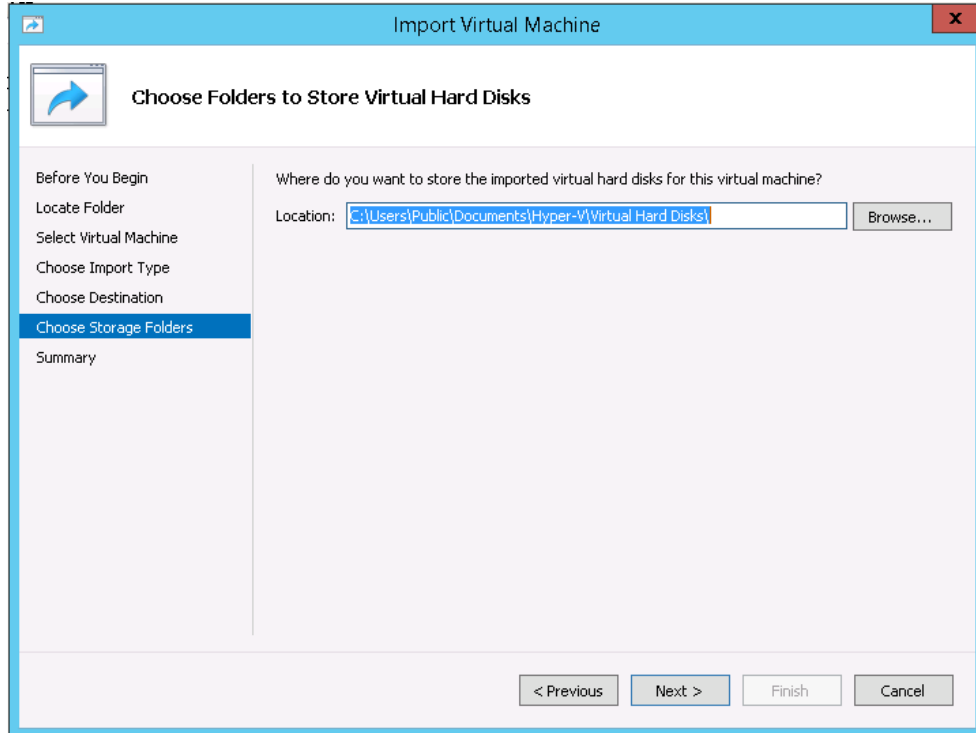 Import Virtual Machine
x
Choose Folders to Store Virtual Hard Disks
Before You Begin
Locate Folder
Select Virtual Machine
Choose Import Type
Choose Destination
Choose Storage Folders
Summary
Where do you want to store the imported virtual hard disks for this virtual machine?
Location: C:\Users\Public\Documents\Hyper-V\Virtual Hard Disks\ Browse...
< Previous Next > Finish Cancel